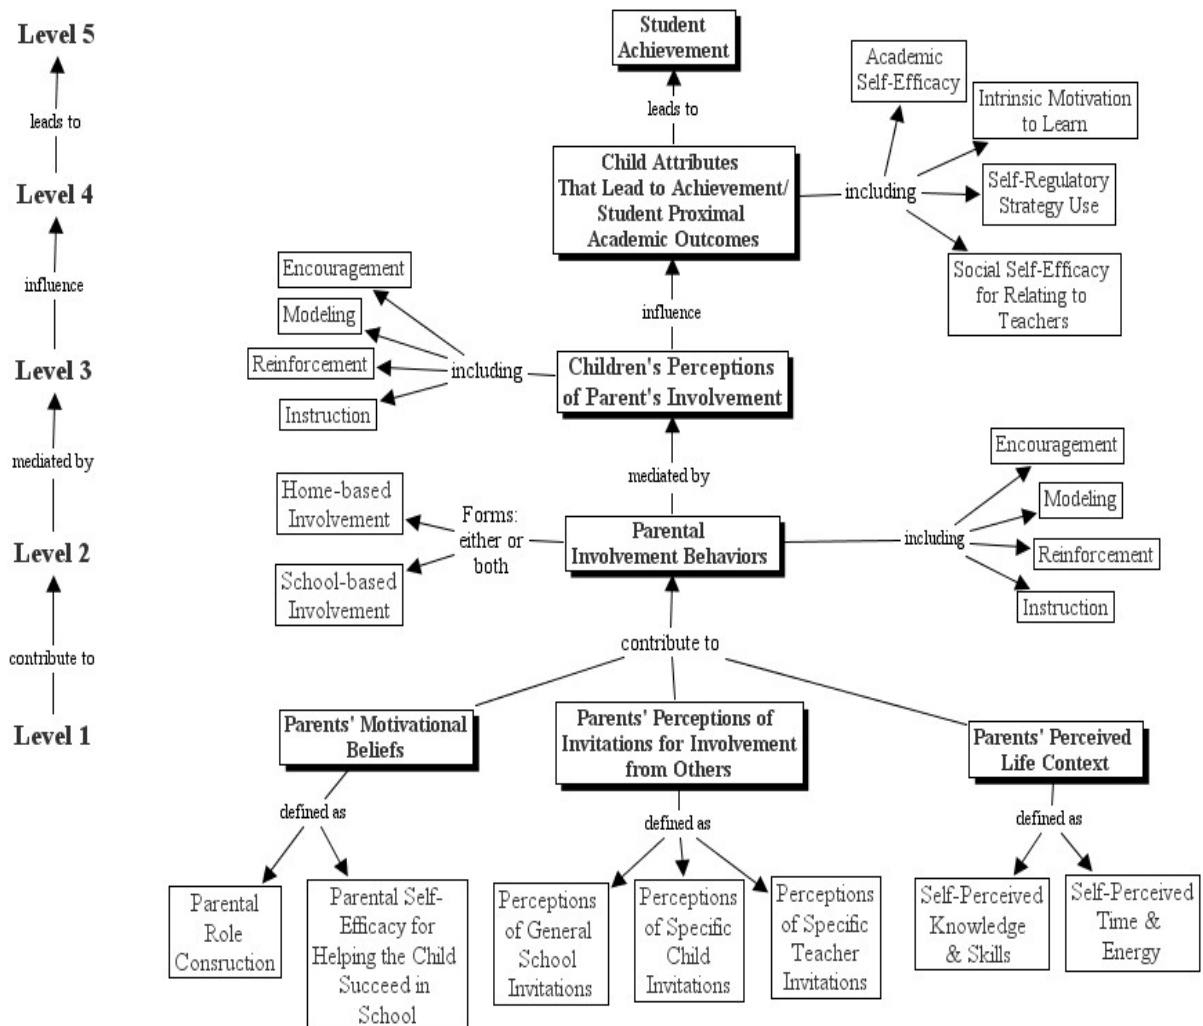 Level 5
leads to
Level 4
influence
Level 3
mediated by
Level 2
contribute to
Level 1
Student
Achievement
leads to
Child Attributes
That Lead to Achievement/
Student Proximal
Academic Outcomes
including
Academic
Self-Efficacy
Intrinsic Motivation
to Learn
Self-Regulatory
Strategy Use
Social Self-Efficacy
for Relating to
Teachers
influence
Children's Perceptions
of Parent's Involvement
including
Encouragement
Modeling
Reinforcement
Instruction
mediated by
Parental
Involvement Behaviors
Forms:
either or
both
Home-based
Involvement
School-based
Involvement
including
Encouragement
Modeling
Reinforcement
Instruction
contribute to
Parents' Motivational
Beliefs
defined as
Parental
Role
Consruction
Parental Self-
Efficacy for
Helping the Child
Succeed in
School
Parents' Perceptions of
Invitations for Involvement
from Others
defined as
Perceptions
of General
School
Invitations
Perceptions
of Specific
Child
Invitations
Perceptions
of Specific
Teacher
Invitations
Parents' Perceived
Life Context
defined as
Self-Perceived
Knowledge
& Skills
Self-Perceived
Time &
Energy